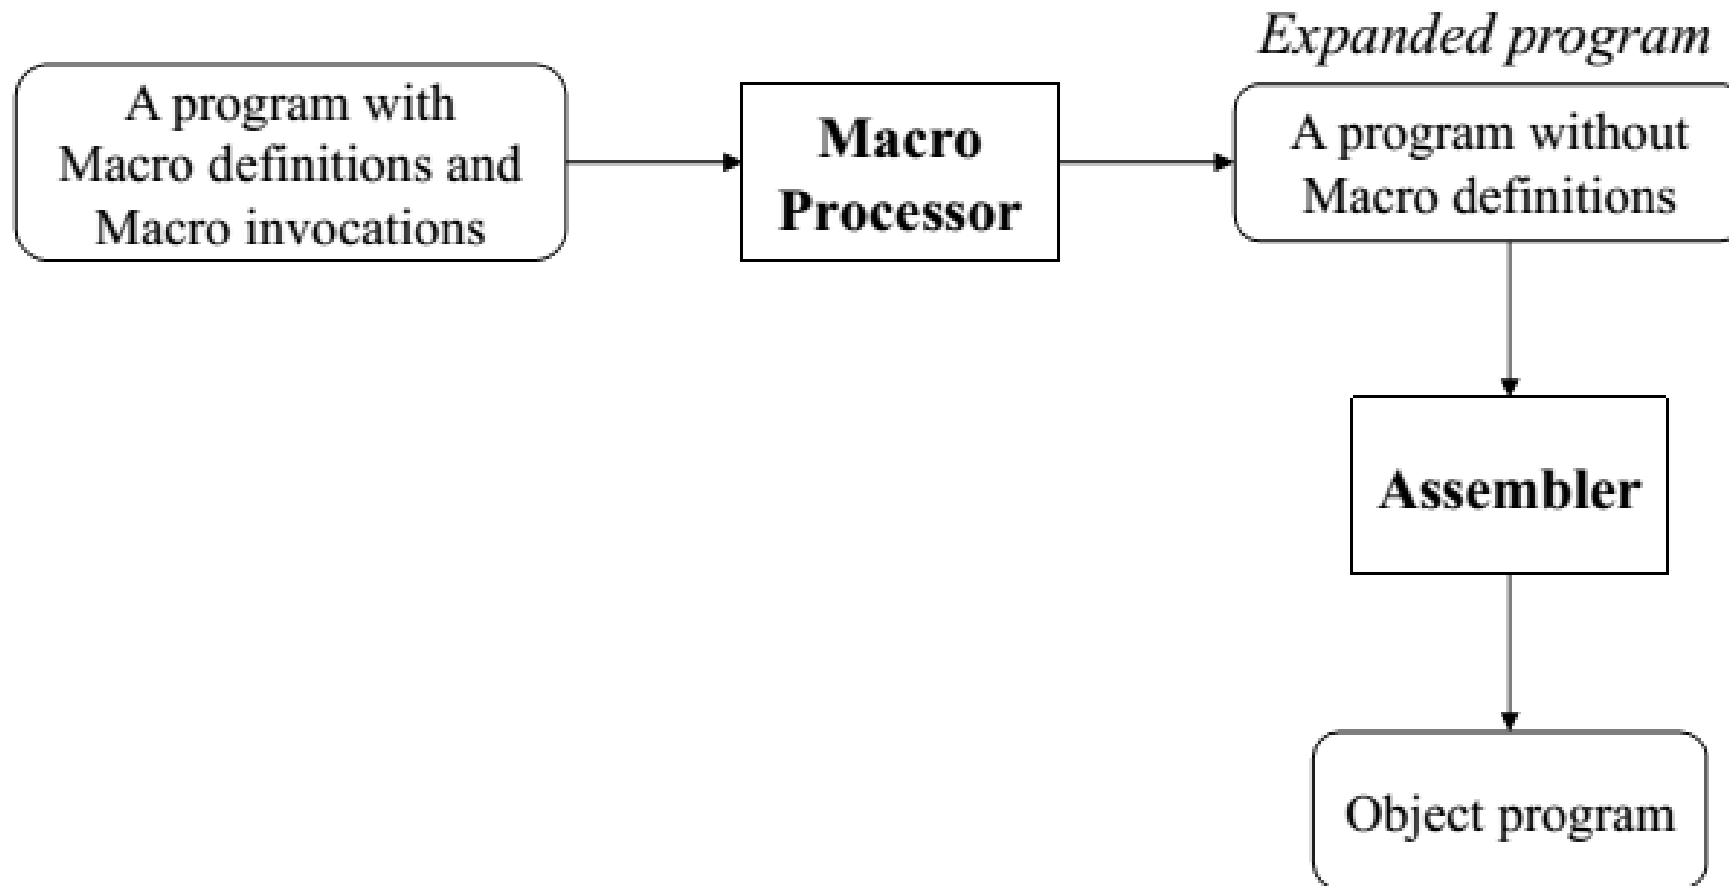 A program with
Macro definitions and
Macro invocations
Macro
Processor
Expanded program
A program without
Macro definitions
Assembler
Object program